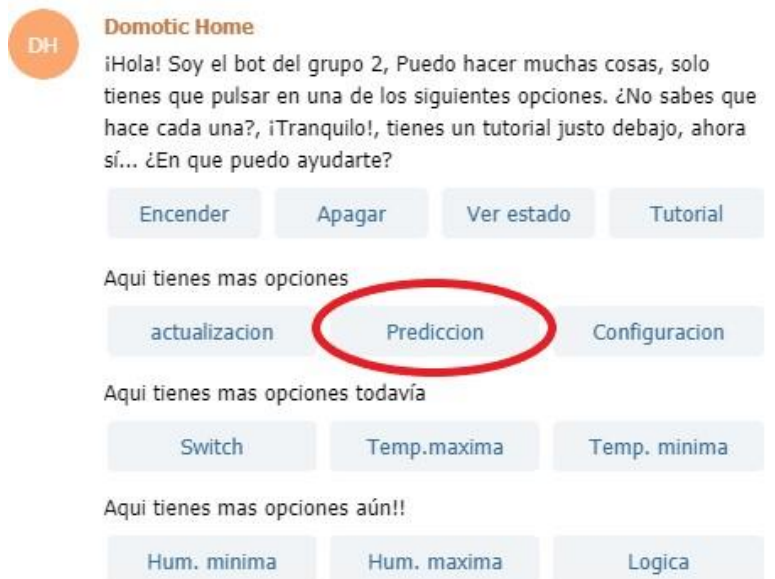 DH
Domotic Home
¡Hola! Soy el bot del grupo 2, Puedo hacer muchas cosas, solo
tienes que pulsar en una de los siguientes opciones. ¿No sabes que
hace cada una?, ¡Tranquilo!, tienes un tutorial justo debajo, ahora
sí... ¿En que puedo ayudarte?
Encender Apagar Ver estado Tutorial
Aqui tienes mas opciones
actualizacion Prediccion Configuracion
Aqui tienes mas opciones todavía
Switch Temp.maxima Temp. minima
Aqui tienes mas opciones aún!!
Hum. minima Hum. maxima Logica